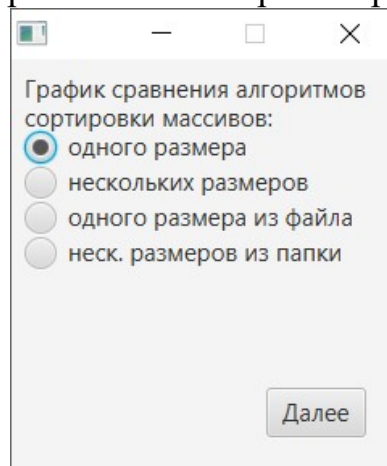 График сравнения алгоритмов
сортировки массивов:
одного размера
нескольких размеров
одного размера из файла
неск. размеров из папки
Далее